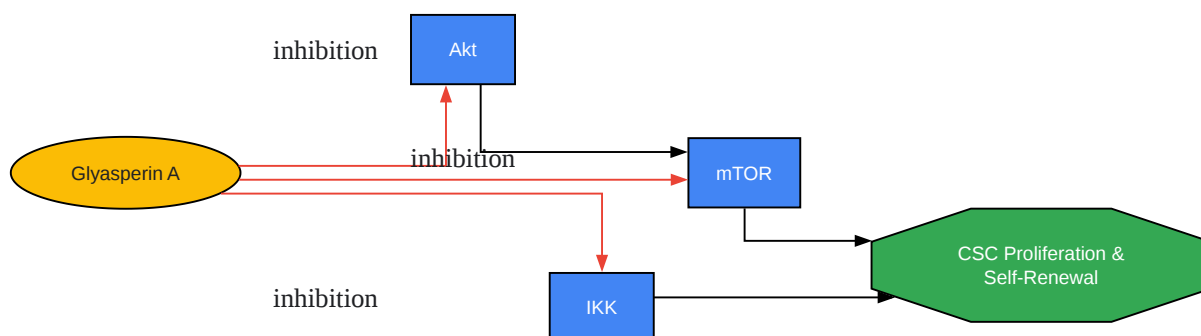 inhibition
Akt
Glyasperin A
inhibition
mTOR
CSC Proliferation &
Self-Renewal
inhibition
IKK